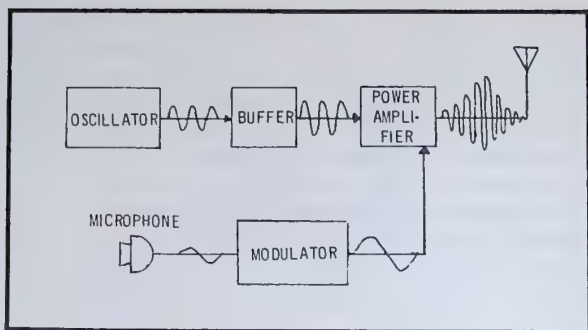 OSCILLATOR
BUFFER
POWER
AMPLI-
FIER
MICROPHONE
MODULATOR